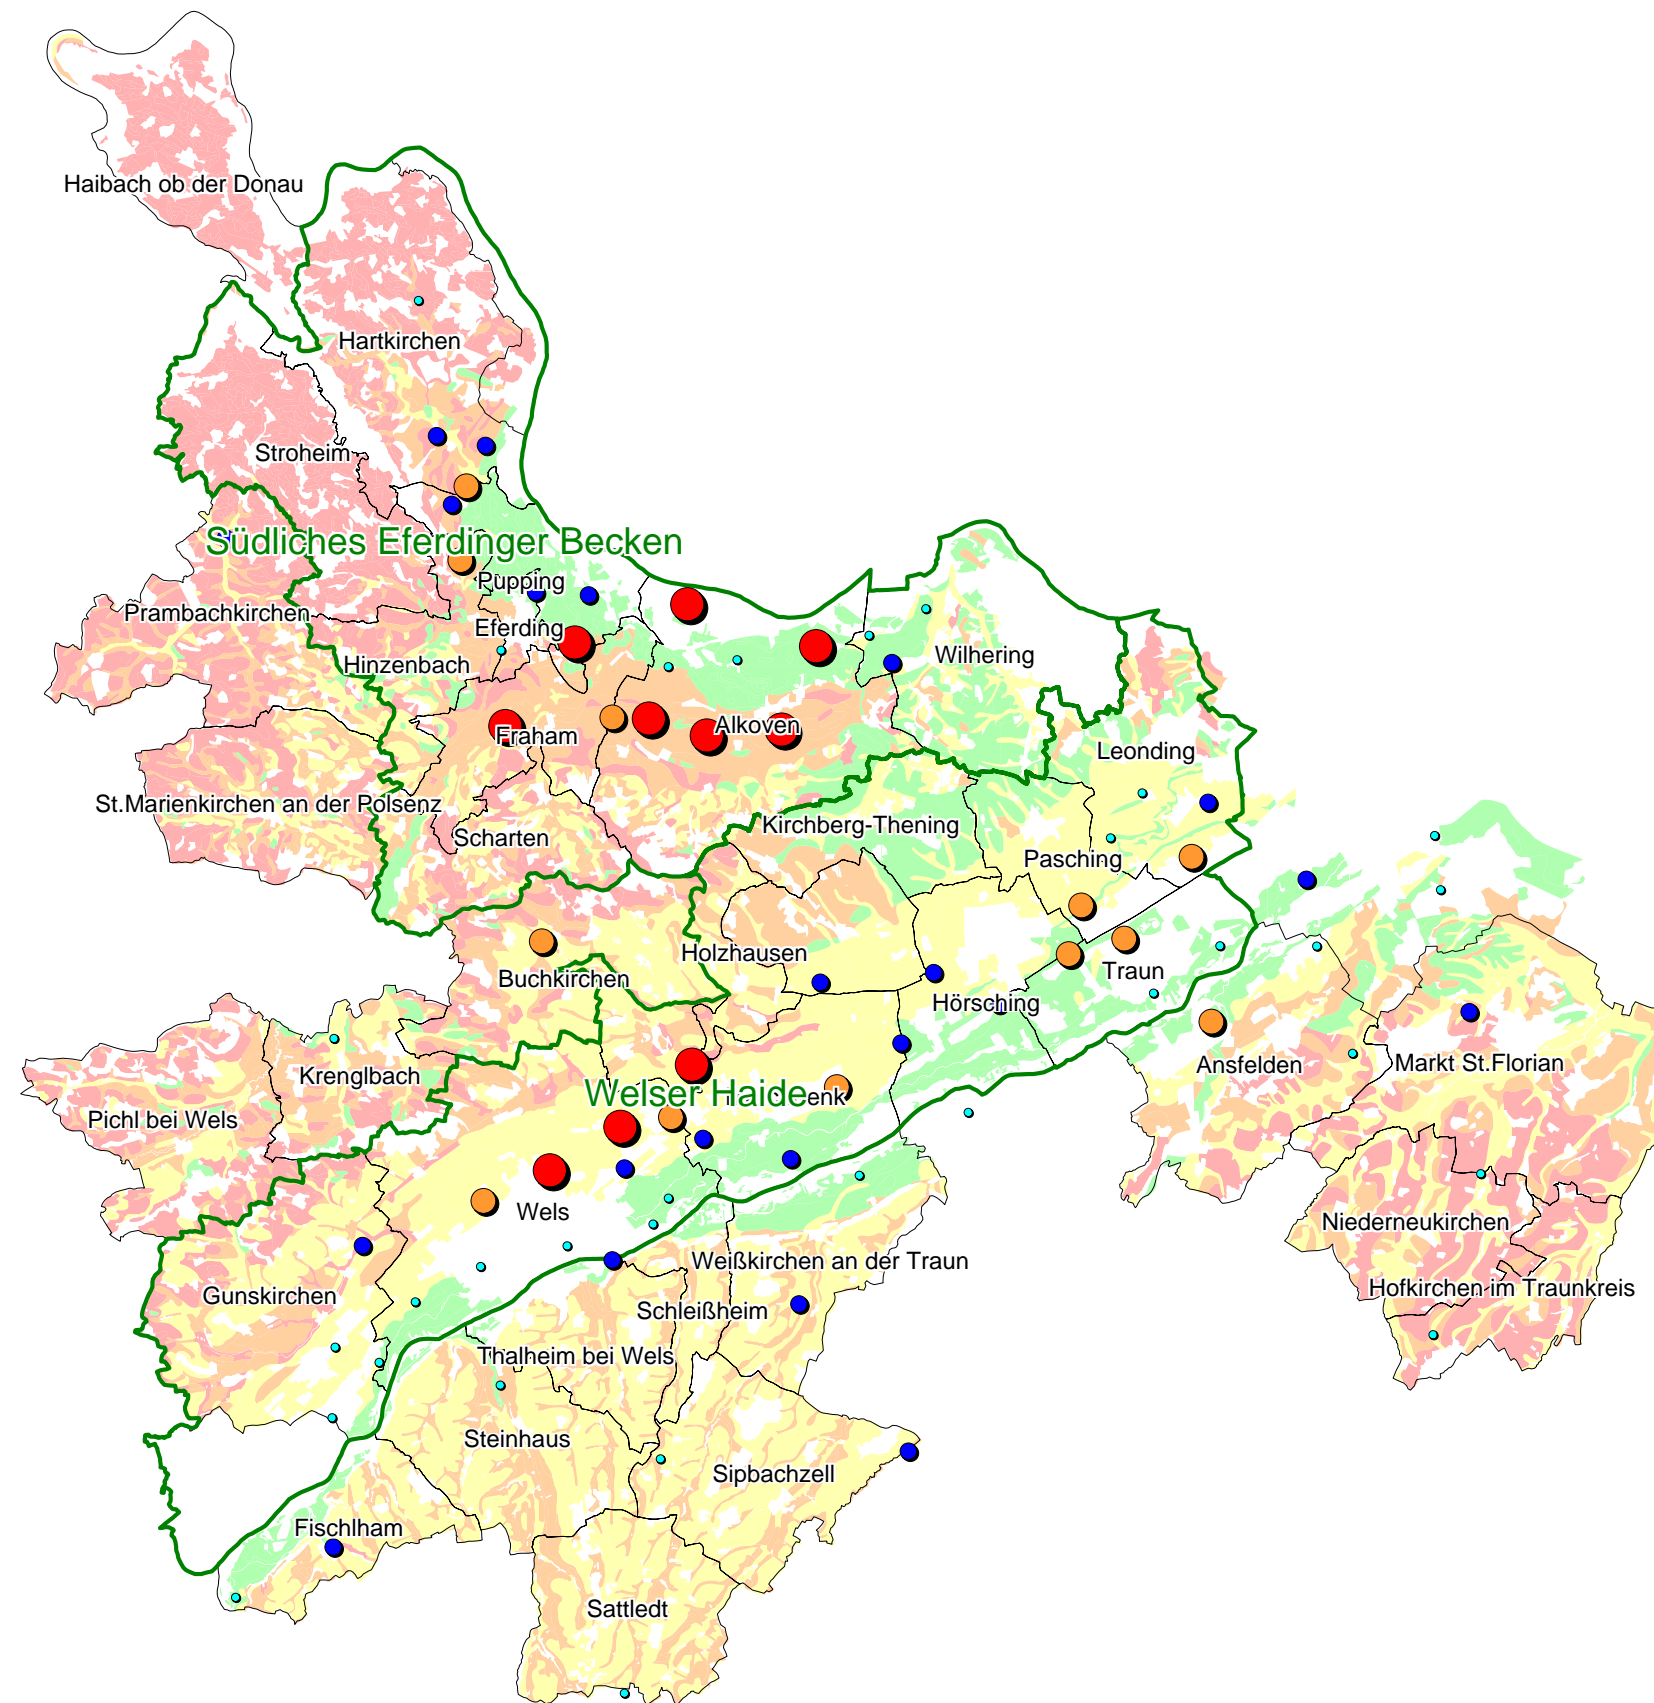 Haibach ob der Donau
Hartkirchen
Stroheim
Südliches Eferdinger Becken
Pupping
Prambachkirchen
Eferding
Hinzenbach
Wilhering
Fraham
Alkoven
Leonding
St.Marienkirchen an der Polsenz
Scharten
Kirchberg-Thening
Pasching
Holzhausen
Buchkirchen
Traun
Hörsching
Krenglbach
Ansfelden
Markt St.Florian
Welser Haide
Pichl bei Wels
Wels
Niederneukirchen
Weißkirchen an der Traun
Gunskirchen
Hofkirchen im Traunkreis
Schleißheim
Thalheim bei Wels
Steinhaus
Sipbachzell
Fischlham
Sattledt